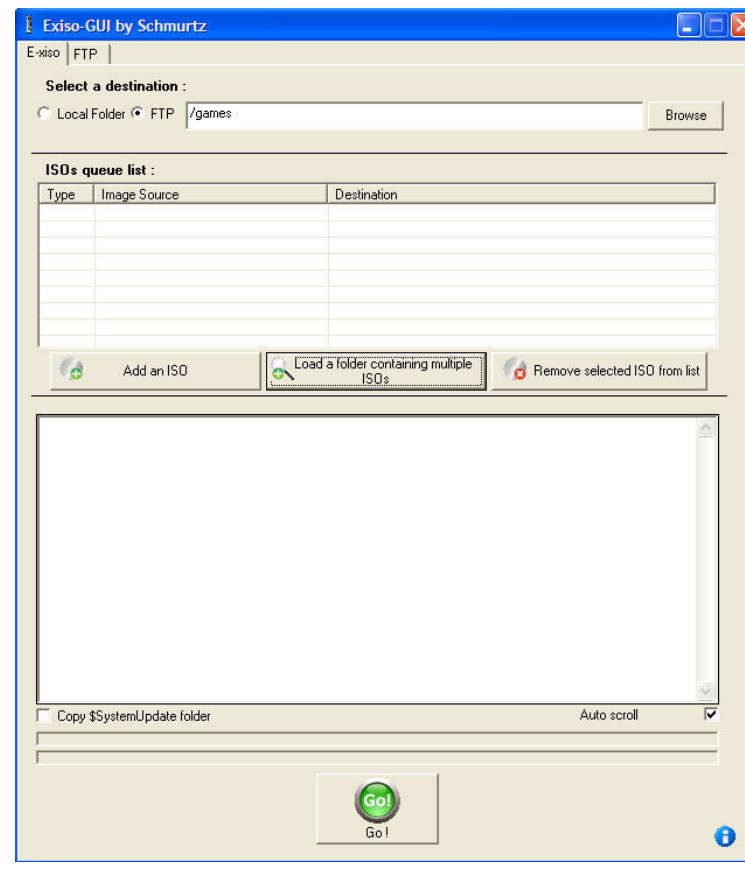 Exiso-GUI by Schmurtz
E-xiso FTP
Select a destination :
Local Folder FTP /games Browse
ISOs queue list :
Type Image Source Destination
Add an ISO
Load a folder containing multiple
ISOs
Remove selected ISO from list
Copy $SystemUpdate folder Auto scroll
Go!
Go!